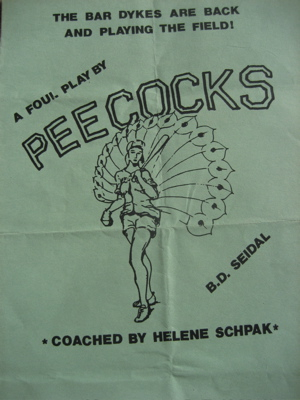 THE BAR DYKES ARE BACK
AND PLAYING THE FIELD!
A FOUL PLAY BY
PEECOCKS
B.D. SEIDAL
* COACHED BY HELENE SCHPAK *